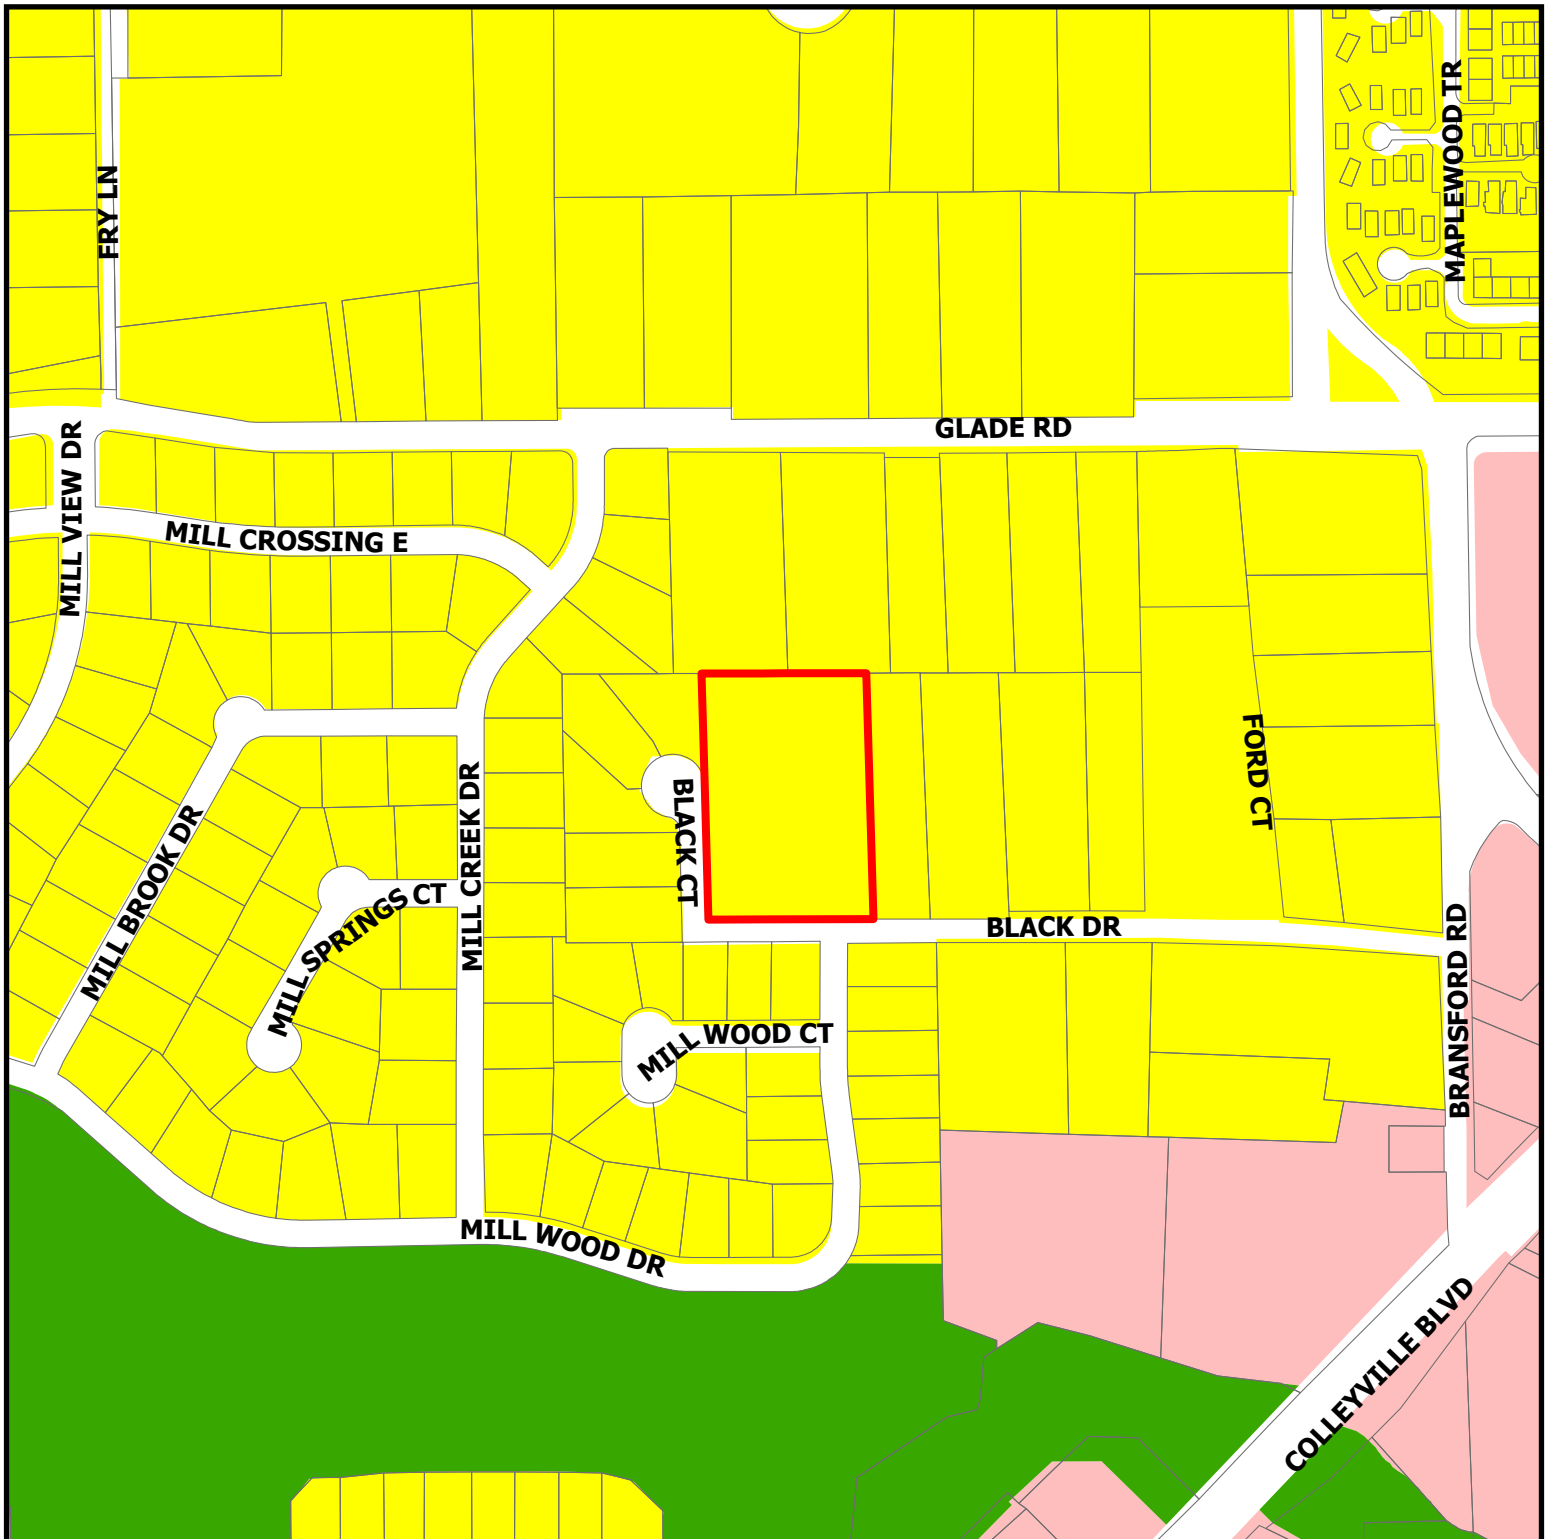 FRY LN
MAPLEWOOD TR
GLADE RD
MILL VIEW DR
MILL CROSSING E
FORD CT
MILL CREEK DR
BLACK CT
MILL BROOK DR
MILL SPRINGS CT
BLACK DR
BRANSFORD RD
MILL WOOD CT
MILL WOOD DR
COLLEYVILLE BLVD